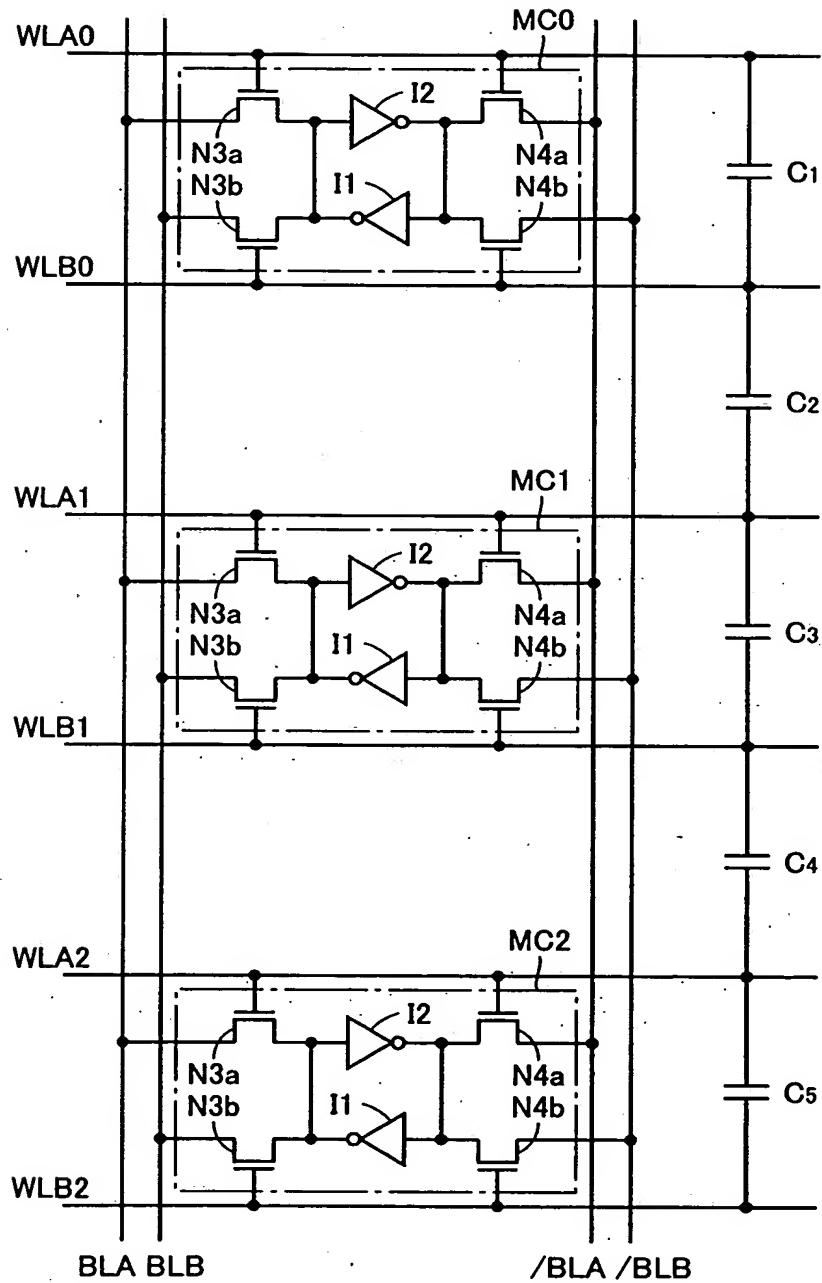 MC0
WLA0
I2
N3a
N3b
I1
N4a
N4b
C1
WLB0
C2
MC1
WLA1
I2
N3a
N3b
I1
N4a
N4b
C3
WLB1
C4
MC2
WLA2
I2
N3a
N3b
I1
N4a
N4b
C5
WLB2
BLA BLB /BLA /BLB